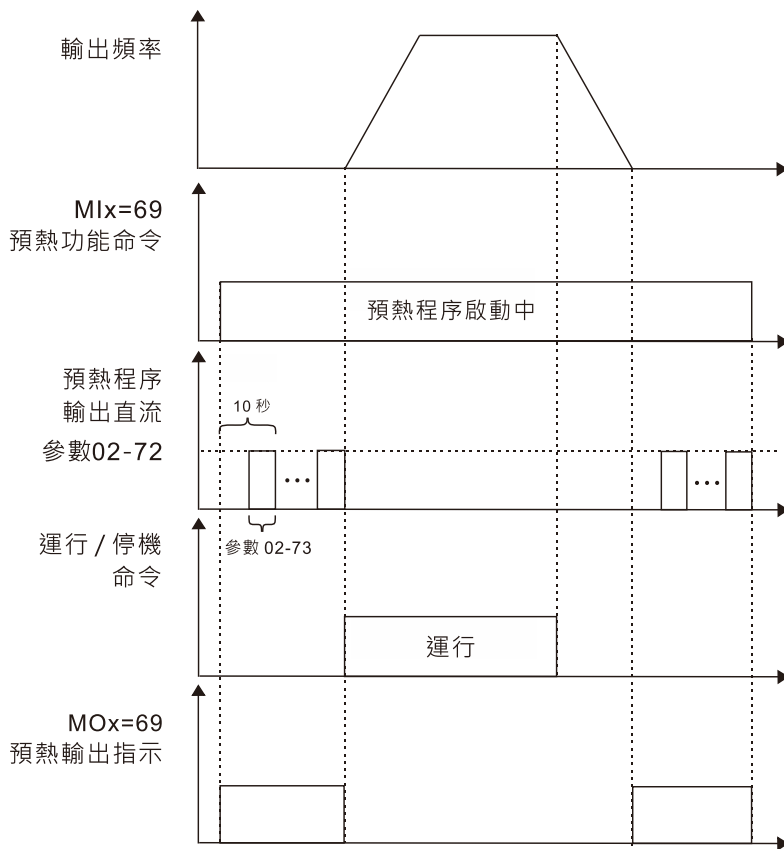 輸出頻率
MIx=69
預熱功能命令
預熱程序啟動中
預熱程序
輸出直流
參數02-72
10 秒
參數 02-73
運行 / 停機
命令
運行
MOx=69
預熱輸出指示